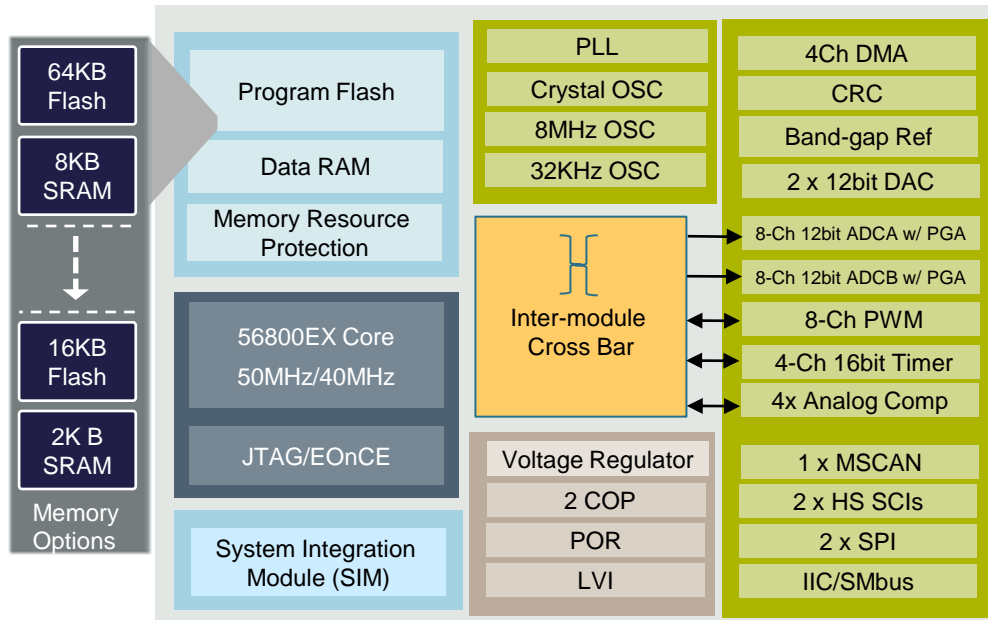 64KB
Flash
8KB
SRAM
16KB
Flash
2K B
SRAM
Memory
Options
Program Flash
Data RAM
Memory Resource
Protection
56800EX Core
50MHz/40MHz
JTAG/EOnCE
System Integration
Module (SIM)
PLL
Crystal OSC
8MHz OSC
32KHz OSC
Inter-module
Cross Bar
Voltage Regulator
2 COP
POR
LVI
4Ch DMA
CRC
Band-gap Ref
2 x 12bit DAC
8-Ch 12bit ADCA w/ PGA
8-Ch 12bit ADCB w/ PGA
8-Ch PWM
4-Ch 16bit Timer
4x Analog Comp
1 x MSCAN
2 x HS SCIs
2 x SPI
IIC/SMbus